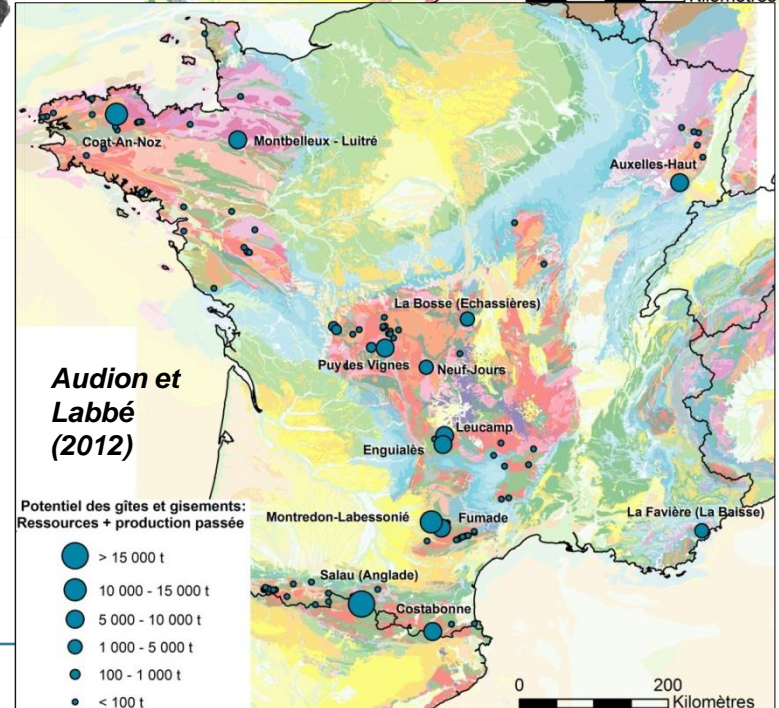 Kilomètres
Coat-An-Noz
Montbelleux - Luitré
Auxelles-Haut
La Bosse (Echassières)
Puy les Vignes
Neuf-Jours
Audion et
Labbé
(2012)
Leucamp
Enguialès
Potentiel des gîtes et gisements:
Ressources + production passée
Montredon-Labessonié
Fumade
La Favière (La Baisse)
> 15 000 t
10 000 - 15 000 t
5 000 - 10 000 t
1 000 - 5 000 t
100 - 1 000 t
< 100 t
Salau (Anglade)
Costabonne
0 200
Kilomètres